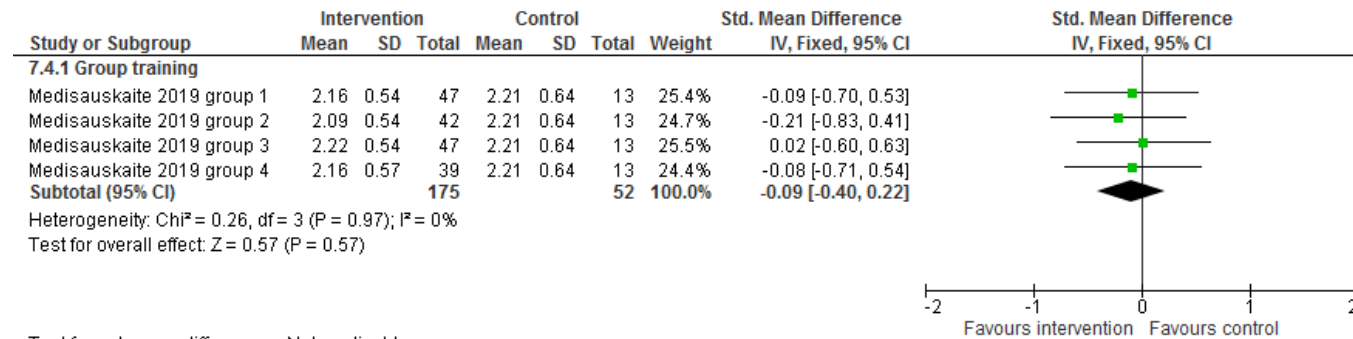 Intervention Control Std. Mean Difference Std. Mean Difference
Study or Subgroup Mean SD Total Mean SD Total Weight IV, Fixed, 95% CI IV, Fixed, 95% CI
7.4.1 Group training
Medisauskaite 2019 group 1 2.16 0.54 47 2.21 0.64 13 25.4% -0.09 [-0.70, 0.53]
Medisauskaite 2019 group 2 2.09 0.54 42 2.21 0.64 13 24.7% -0.21 [-0.83, 0.41]
Medisauskaite 2019 group 3 2.22 0.54 47 2.21 0.64 13 25.5% 0.02 [-0.60, 0.63]
Medisauskaite 2019 group 4 2.16 0.57 39 2.21 0.64 13 24.4% -0.08 [-0.71, 0.54]
Subtotal (95% CI) 175 52 100.0% -0.09 [-0.40, 0.22]
Heterogeneity: Chi² = 0.26, df = 3 (P = 0.97); I² = 0%
Test for overall effect: Z = 0.57 (P = 0.57)
-2 -1 0 1 2
Favours intervention Favours control